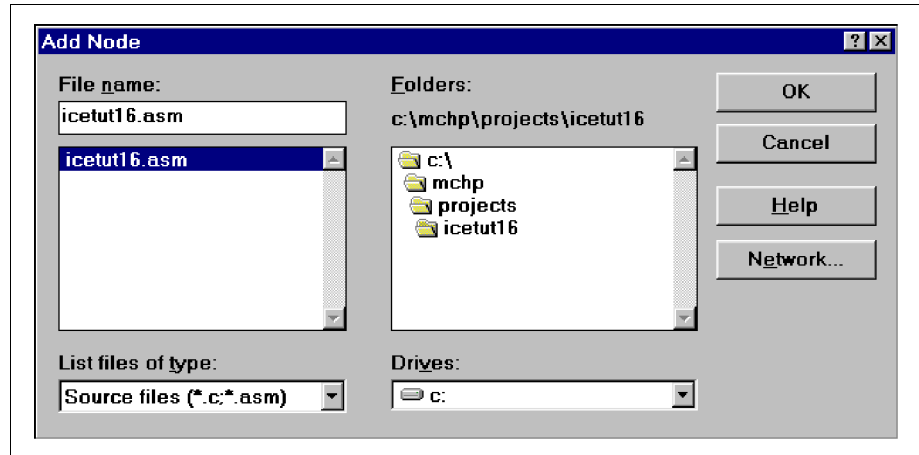 Add Node
File name:
icetut16.asm
icetut16.asm
List files of type:
Source files (*.c;*.asm)
Folders:
c:\mchp\projects\icetut16
c:\
mchp
projects
icetut16
Drives:
c:
OK
Cancel
Help
Network...